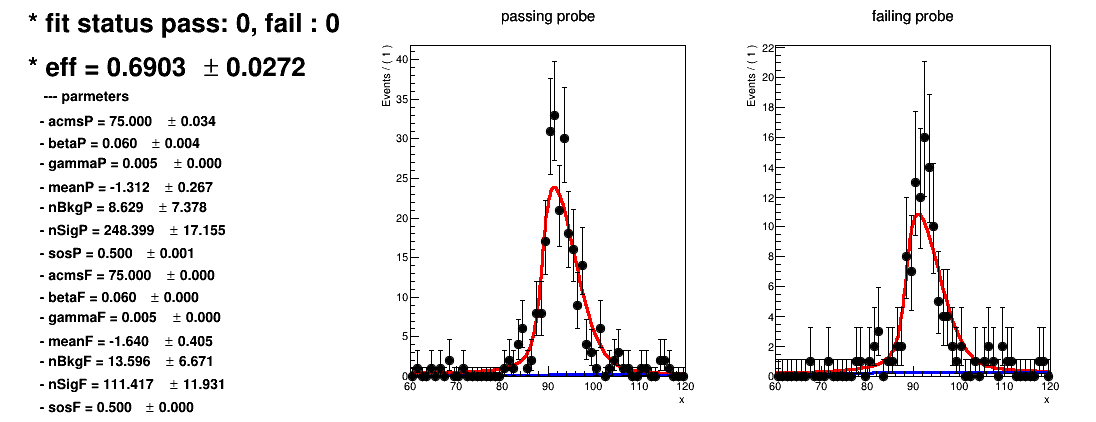 * fit status pass: 0, fail : 0
* eff = 0.6903 ± 0.0272
--- parmeters
- acmsP = 75.000 ± 0.034
- betaP = 0.060 ± 0.004
- gammaP = 0.005 ± 0.000
- meanP = -1.312 ± 0.267
- nBkgP = 8.629 ± 7.378
- nSigP = 248.399 ± 17.155
- sosP = 0.500 ± 0.001
- acmsF = 75.000 ± 0.000
- betaF = 0.060 ± 0.000
- gammaF = 0.005 ± 0.000
- meanF = -1.640 ± 0.405
- nBkgF = 13.596 ± 6.671
- nSigF = 111.417 ± 11.931
- sosF = 0.500 ± 0.000
passing probe
Events / ( 1 )
40
35
30
25
20
15
10
5
0
60 70 80 90 100 110 120
x
failing probe
Events / ( 1 )
22
20
18
16
14
12
10
8
6
4
2
0
60 70 80 90 100 110 120
x